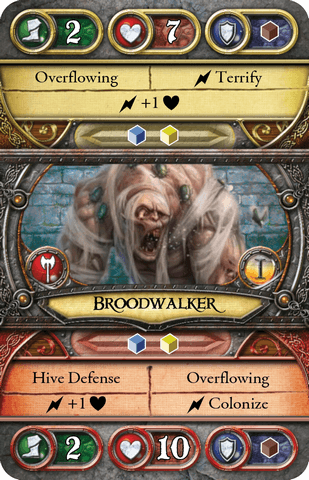 2 7
Overflowing Terrify
+1
I
BROODWALKER
Hive Defense Overflowing
+1 Colonize
2 10